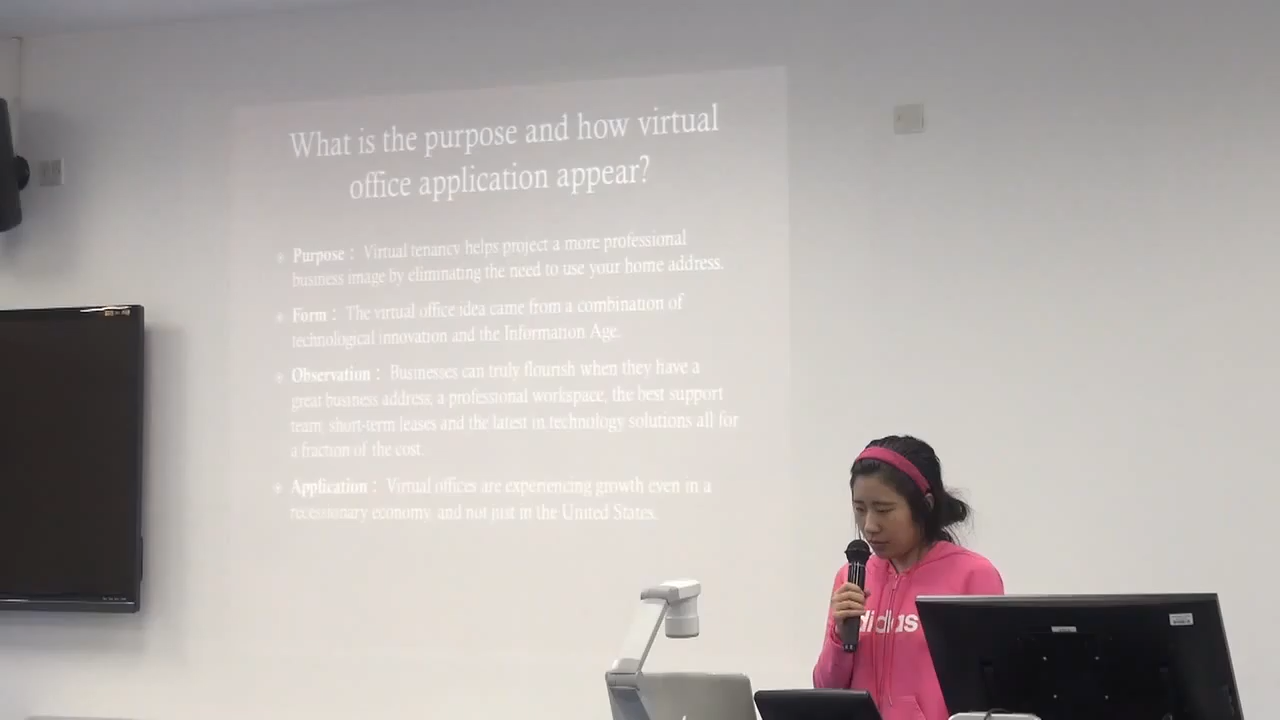 What is the purpose and how virtual
office application appear?
Purpose : Virtual tenancy helps project a more professional
business image by eliminating the need to use your home address.
Form : The virtual office idea came from a combination of
technological innovation and the Information Age.
Observation : Businesses can truly flourish when they have a
great business address, a professional workspace, the best support
team, short-term leases and the latest in technology solutions all for
a fraction of the cost.
Application : Virtual offices are experiencing growth even in a
recessionary economy, and not just in the United States.
adidas